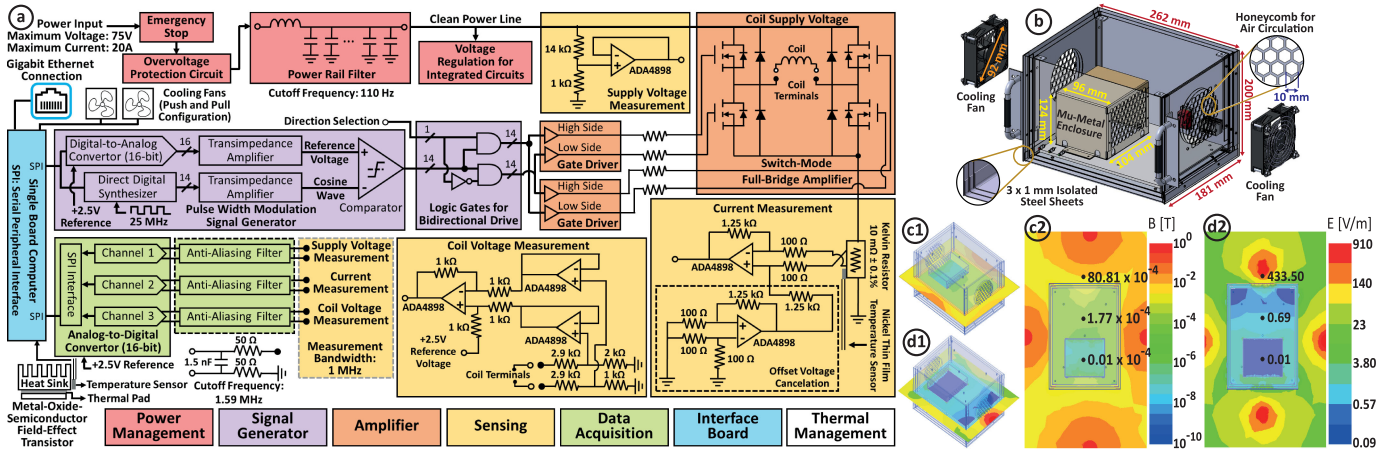 a
Power Input
Maximum Voltage: 75V
Maximum Current: 20A
Emergency
Stop
Overvoltage
Protection Circuit
Power Rail Filter
Cutoff Frequency: 110 Hz
Clean Power Line
Voltage
Regulation for
Integrated Circuits
14 kΩ
1 kΩ
ADA4898
Supply Voltage
Measurement
Coil Supply Voltage
Coil
Coil
Terminals
Switch-Mode
Full-Bridge Amplifier
Gigabit Ethernet
Connection
Cooling Fans
(Push and Pull
Configuration)
Direction Selection
SPI
SPI
Single Board Computer
SPI: Serial Peripheral Interface
Digital-to-Analog
Convertor (16-bit)
16
Transimpedance
Amplifier
Reference
Voltage
Direct Digital
Synthesizer
14
Transimpedance
Amplifier
Cosine
Wave
+2.5V
Reference
25 MHz
Pulse Width Modulation
Signal Generator
Comparator
1
14
14
14
Logic Gates for
Bidirectional Drive
High Side
Low Side
Gate Driver
High Side
Low Side
Gate Driver
SPI Interface
Channel 1
Channel 2
Channel 3
Analog-to-Digital
Convertor (16-bit)
Anti-Aliasing Filter
Anti-Aliasing Filter
Anti-Aliasing Filter
Supply Voltage
Measurement
Current
Measurement
Coil Voltage
Measurement
Measurement
Bandwidth:
1 MHz
+2.5V Reference
50 Ω
1.5 nF
50 Ω
Cutoff Frequency:
1.59 MHz
Heat Sink
Temperature Sensor
Thermal Pad
Metal-Oxide-
Semiconductor
Field-Effect
Transistor
Coil Voltage Measurement
1 kΩ
ADA4898
1 kΩ
1 kΩ
1 kΩ
ADA4898
ADA4898
+2.5V
Reference
Voltage
2.9 kΩ
2 kΩ
Coil Terminals
2.9 kΩ
1 kΩ
Current Measurement
1.25 kΩ
ADA4898
100 Ω
100 Ω
1.25 kΩ
1.25 kΩ
100 Ω
100 Ω
100 Ω
ADA4898
Offset Voltage
Cancelation
Kelvin Resistor
10 mΩ ± 0.1%
Nickel Thin Film
Temperature Sensor
Power
Management
Signal
Generator
Amplifier
Sensing
Data
Acquisition
Interface
Board
Thermal
Management
b
262 mm
Honeycomb for
Air Circulation
92 mm
Cooling
Fan
96 mm
124 mm
Mu-Metal
Enclosure
104 mm
200 mm
10 mm
181 mm
Cooling
Fan
3 x 1 mm Isolated
Steel Sheets
c1
d1
c2
B [T]
80.81 x 10⁻⁴
1.77 x 10⁻⁴
0.01 x 10⁻⁴
10⁰
10⁻²
10⁻⁴
10⁻⁶
10⁻⁸
10⁻¹⁰
d2
E [V/m]
433.50
0.69
0.01
910
140
23
3.80
0.57
0.09